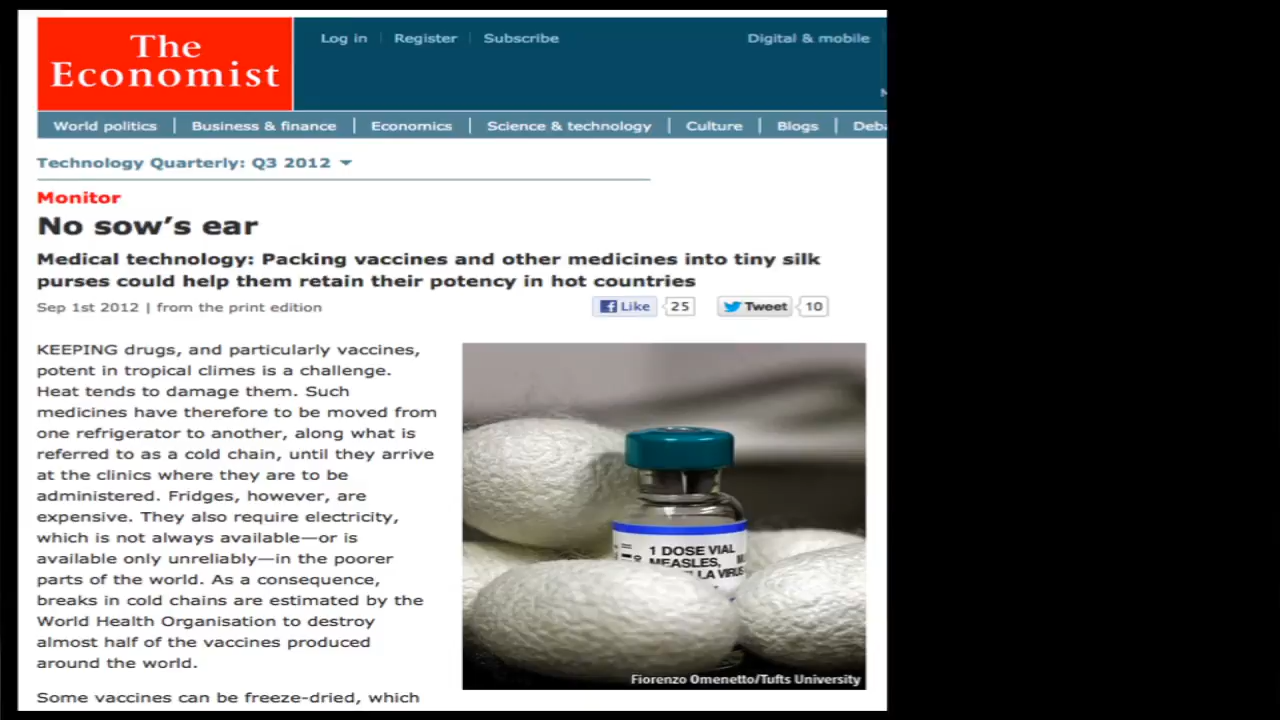 The
Economist
Log in Register Subscribe Digital & mobile
World politics Business & finance Economics Science & technology Culture Blogs
Technology Quarterly: Q3 2012
Monitor
No sow's ear
Medical technology: Packing vaccines and other medicines into tiny silk
purses could help them retain their potency in hot countries
Sep 1st 2012 | from the print edition
Like 25 Tweet 10
KEEPING drugs, and particularly vaccines,
potent in tropical climes is a challenge.
Heat tends to damage them. Such
medicines have therefore to be moved from
one refrigerator to another, along what is
referred to as a cold chain, until they arrive
at the clinics where they are to be
administered. Fridges, however, are
expensive. They also require electricity,
which is not always available—or is
available only unreliably—in the poorer
parts of the world. As a consequence,
breaks in cold chains are estimated by the
World Health Organisation to destroy
almost half of the vaccines produced
around the world.
Some vaccines can be freeze-dried, which
1 DOSE VIAL
MEASLES,
VIRUS
Fiorenzo Omenetto/Tufts University